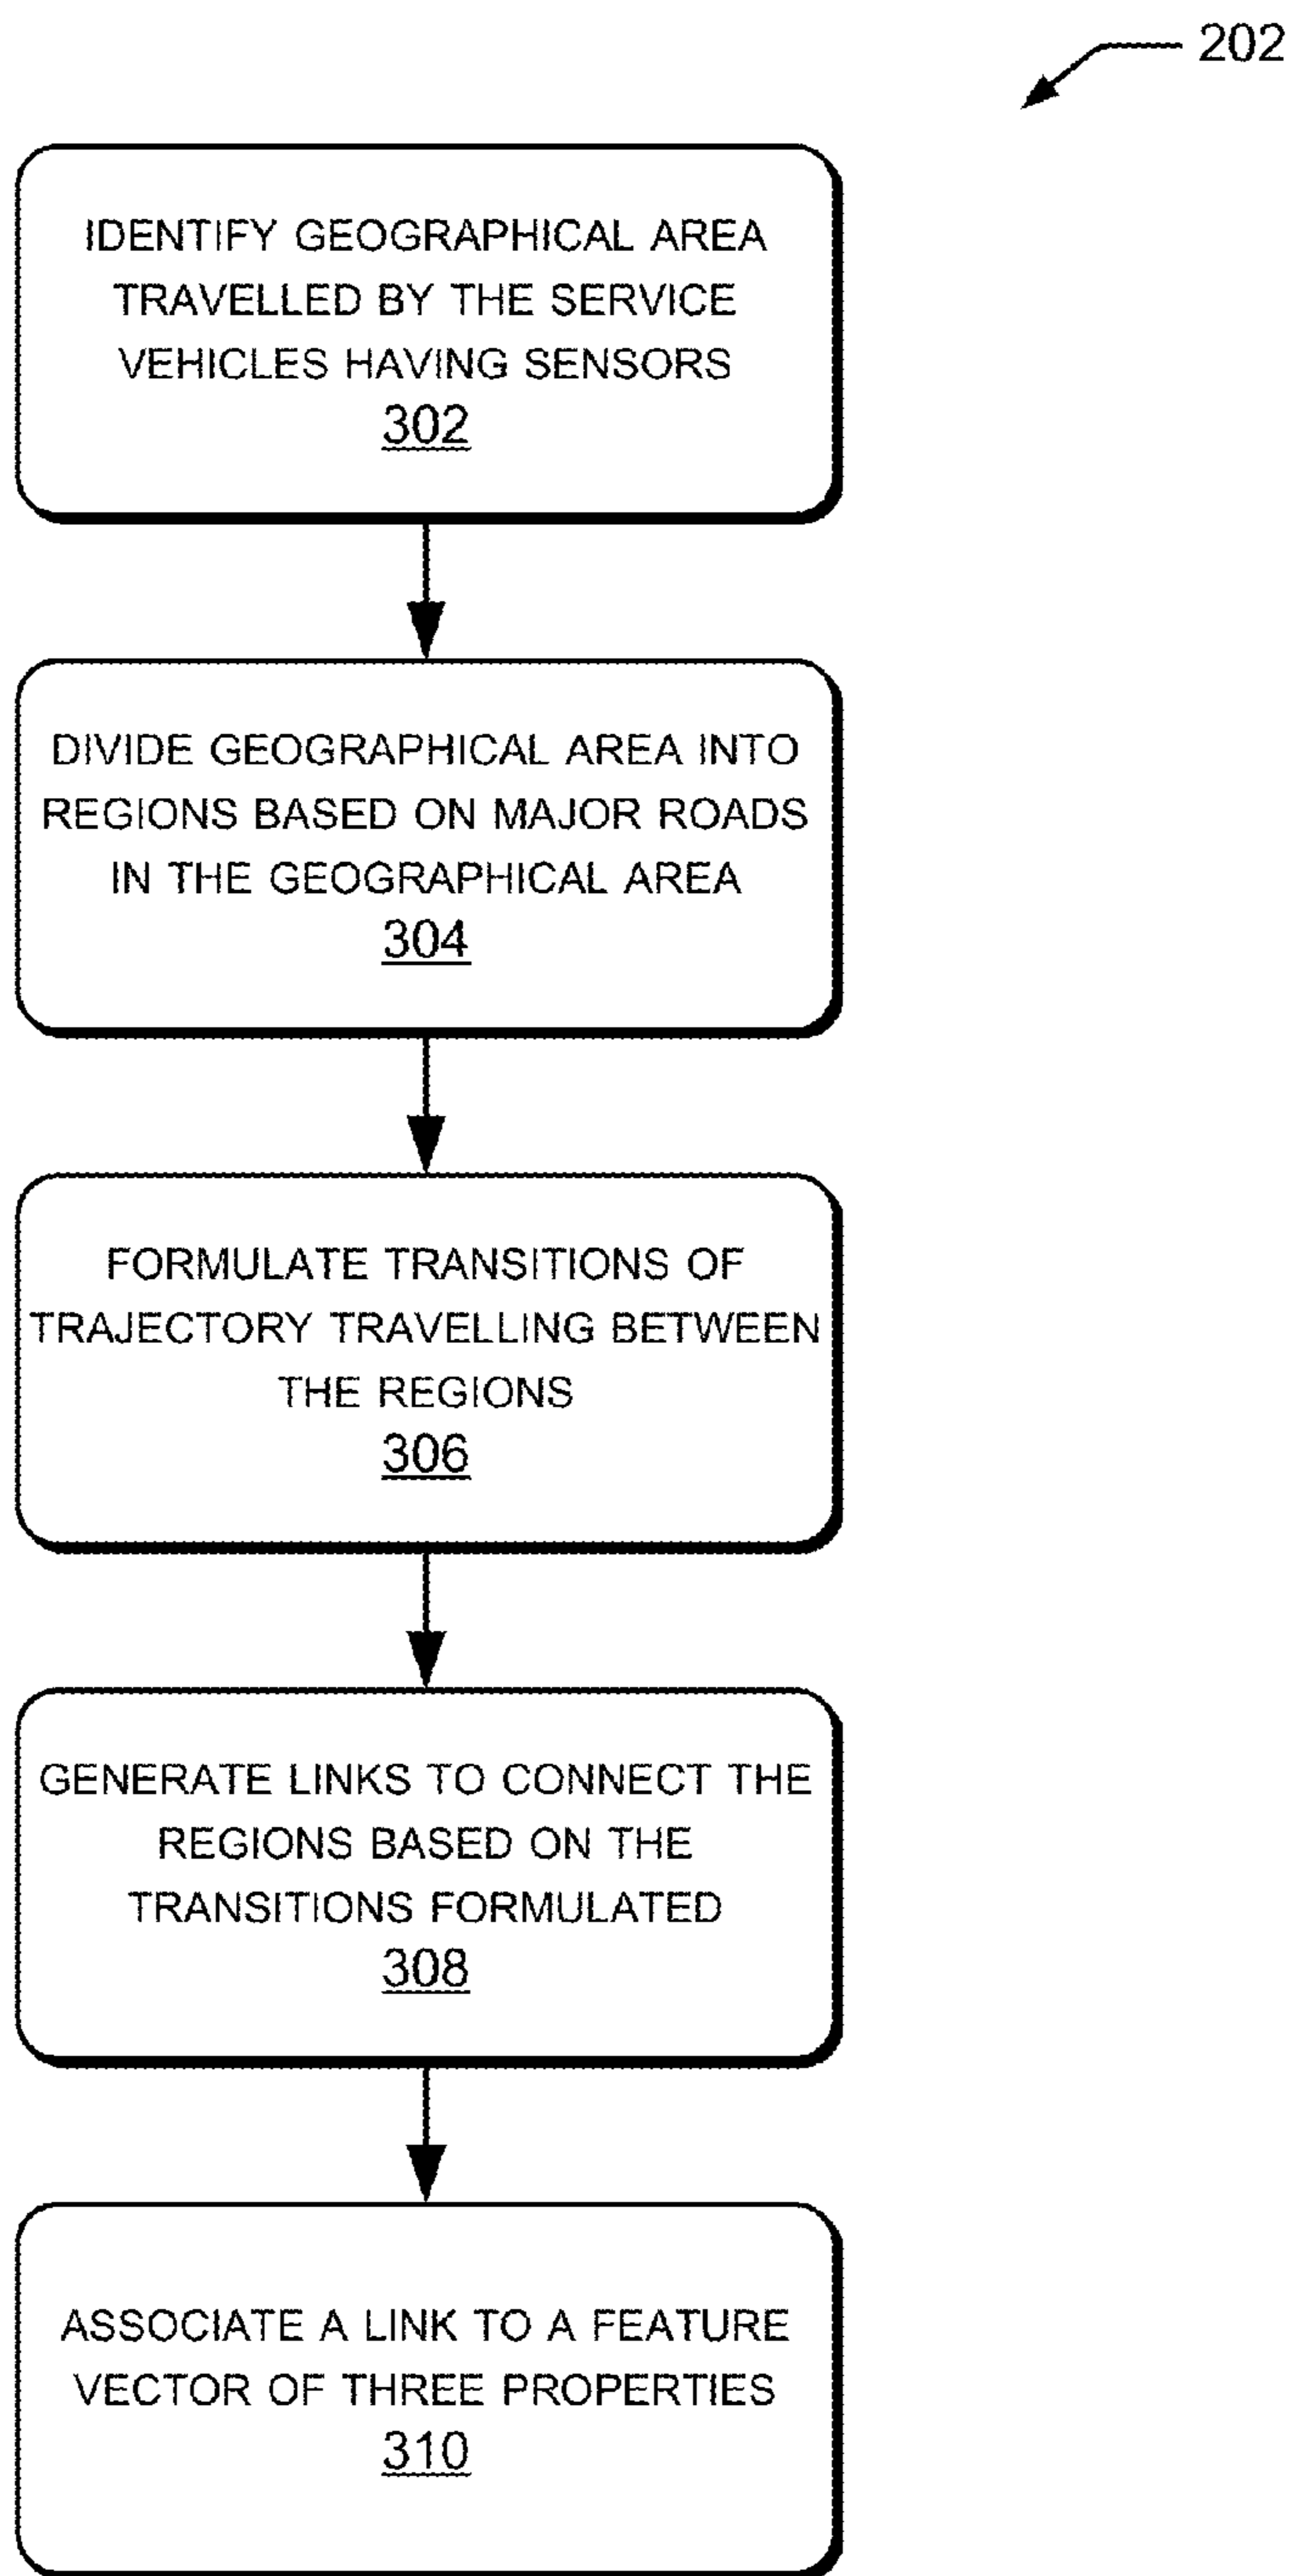 202
IDENTIFY GEOGRAPHICAL AREA
TRAVELLED BY THE SERVICE
VEHICLES HAVING SENSORS
302
DIVIDE GEOGRAPHICAL AREA INTO
REGIONS BASED ON MAJOR ROADS
IN THE GEOGRAPHICAL AREA
304
FORMULATE TRANSITIONS OF
TRAJECTORY TRAVELLING BETWEEN
THE REGIONS
306
GENERATE LINKS TO CONNECT THE
REGIONS BASED ON THE
TRANSITIONS FORMULATED
308
ASSOCIATE A LINK TO A FEATURE
VECTOR OF THREE PROPERTIES
310